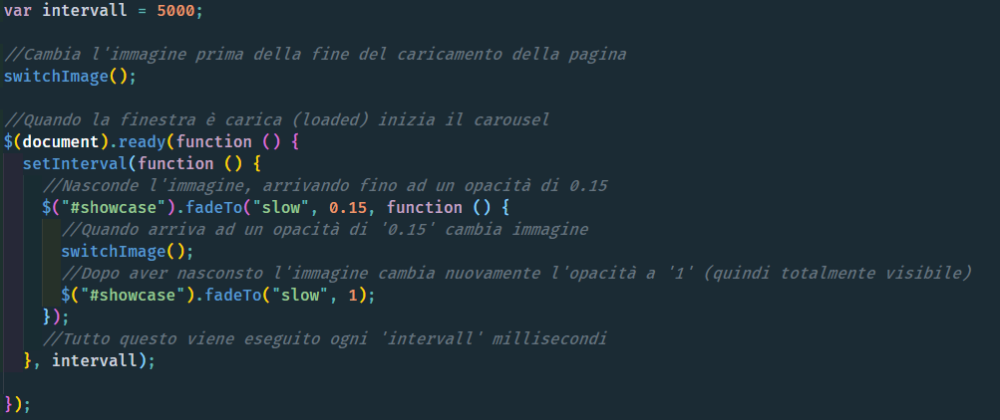 var intervall = 5000;
//Cambia l'immagine prima della fine del caricamento della pagina
switchImage();
//Quando la finestra è carica (loaded) inizia il carousel
$(document).ready(function () {
setInterval(function () {
//Nasconde l'immagine, arrivando fino ad un opacità di 0.15
$("#showcase").fadeTo("slow", 0.15, function () {
//Quando arriva ad un opacità di '0.15' cambia immagine
switchImage();
//Dopo aver nasconsto l'immagine cambia nuovamente l'opacità a '1' (quindi totalmente visibile)
$("#showcase").fadeTo("slow", 1);
});
//Tutto questo viene eseguito ogni 'intervall' millisecondi
}, intervall);
});